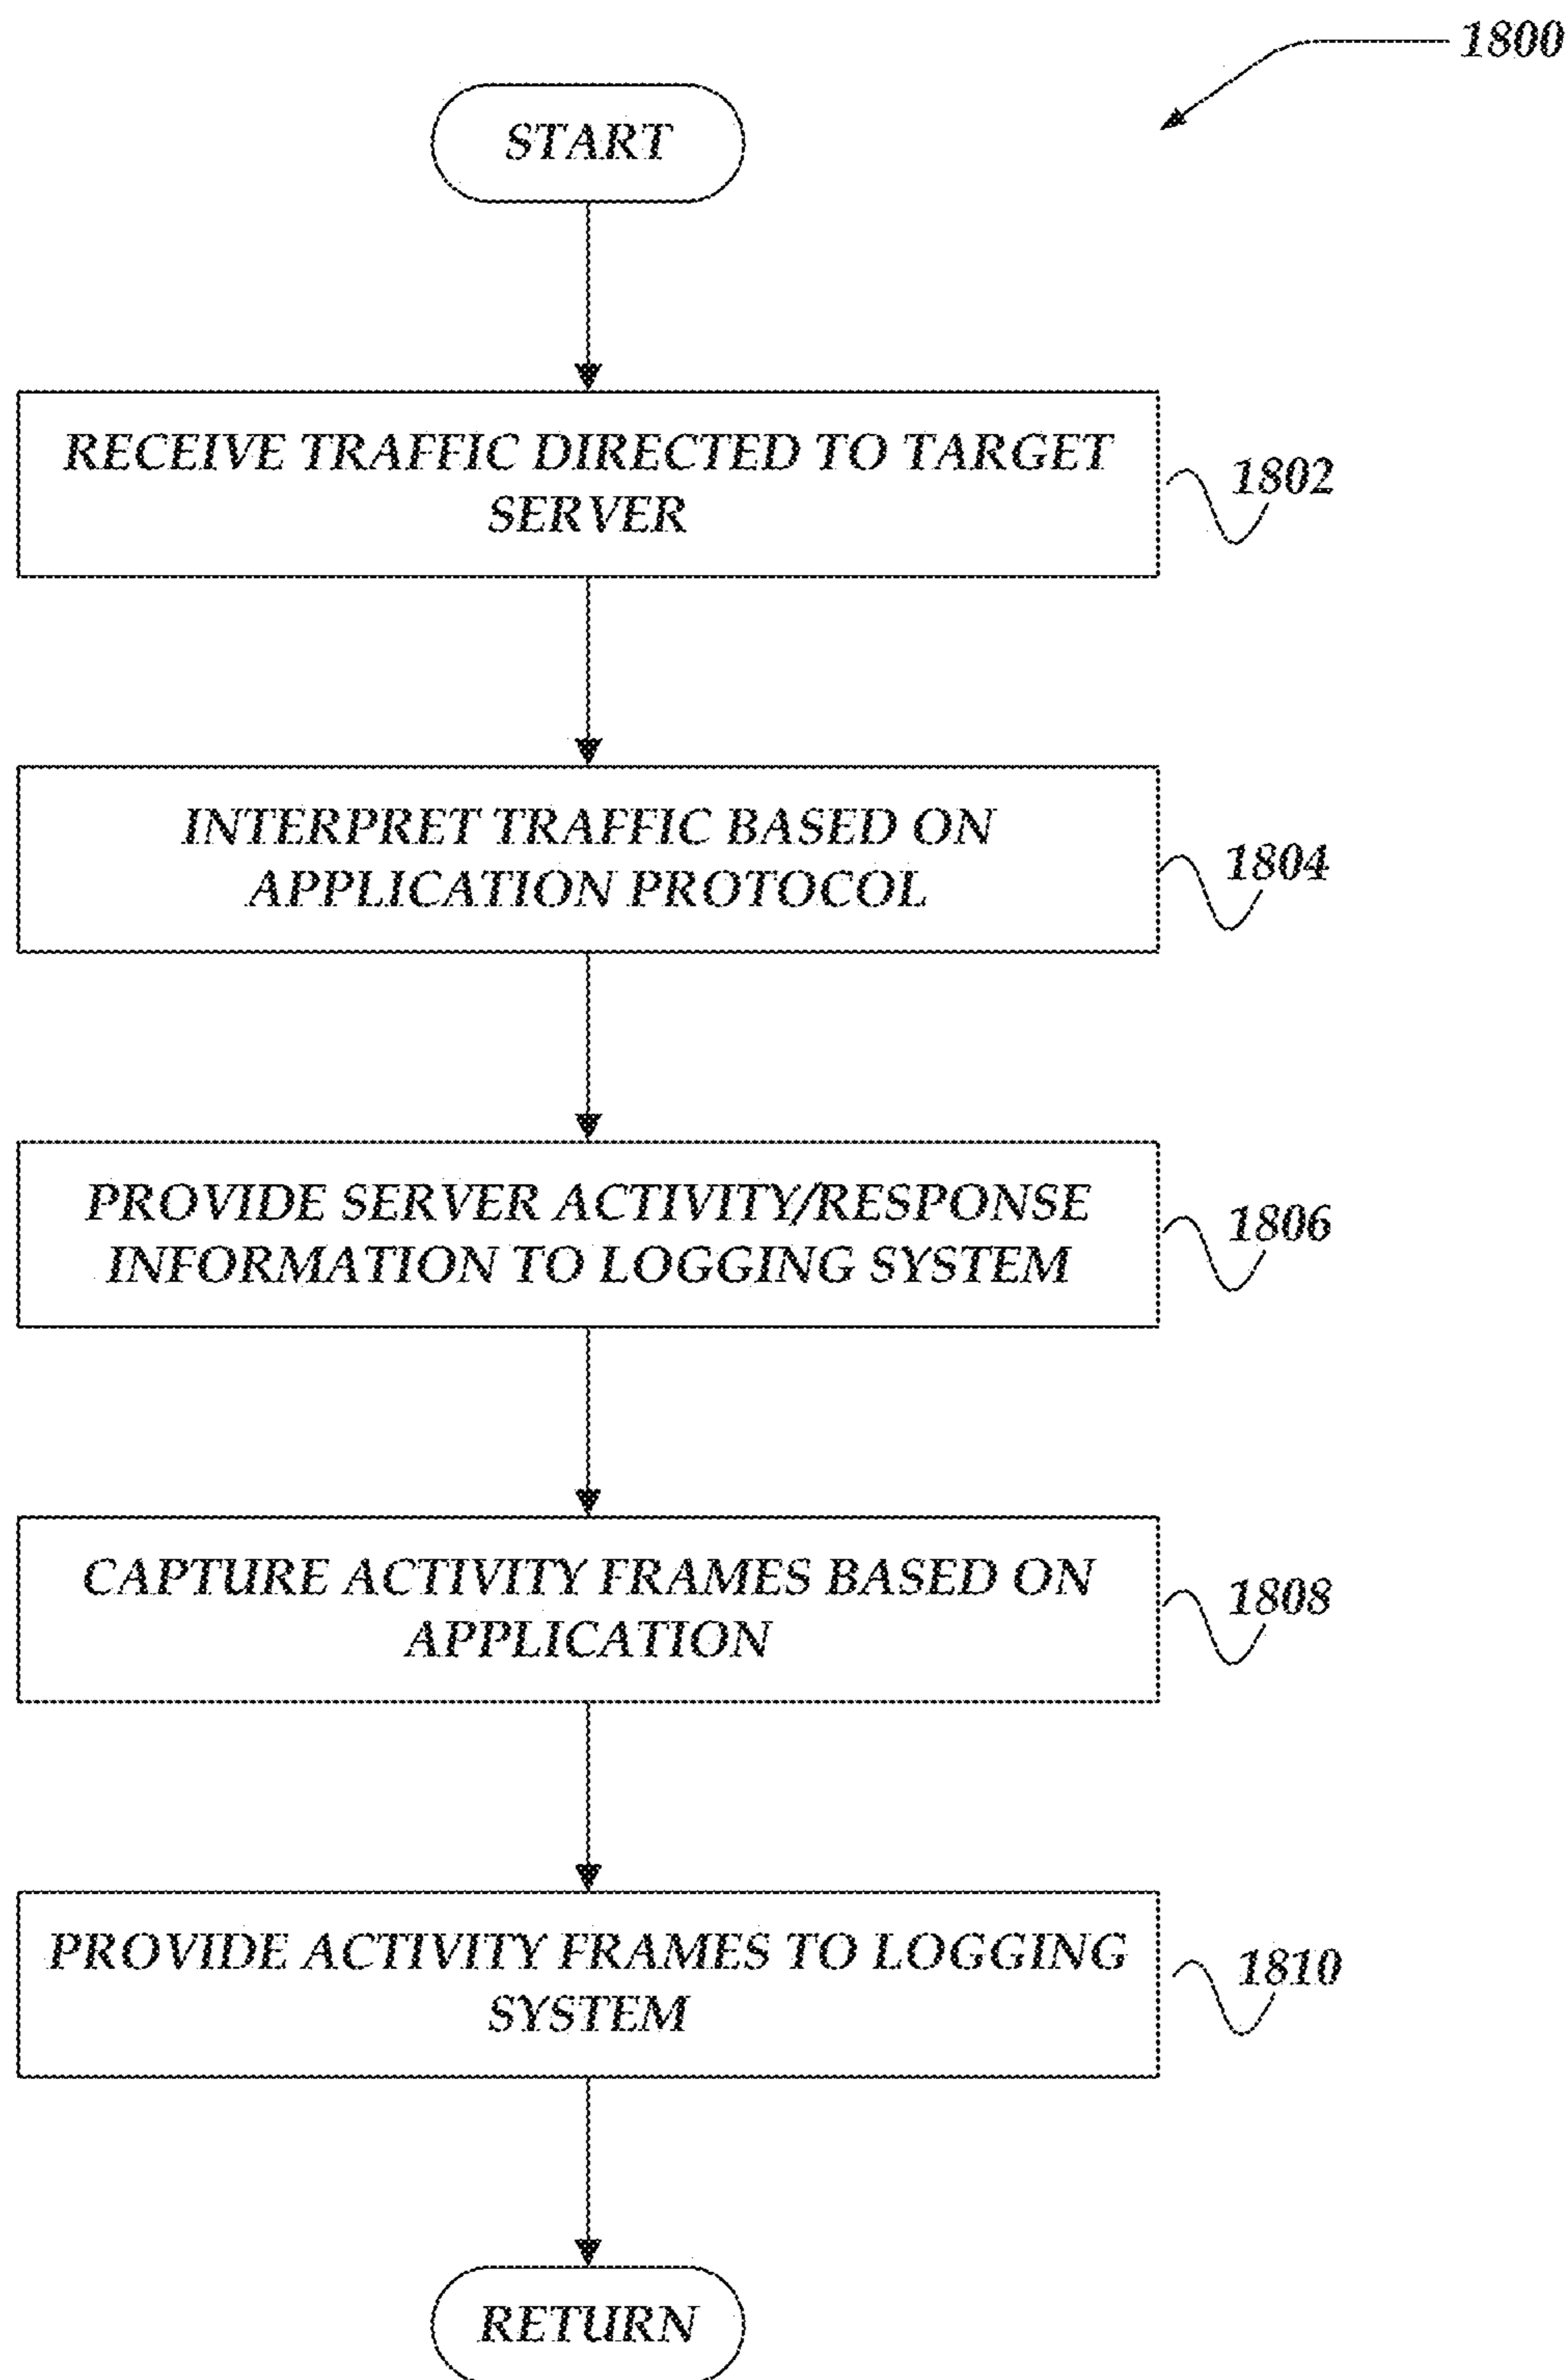 1800
START
RECEIVE TRAFFIC DIRECTED TO TARGET
SERVER
1802
INTERPRET TRAFFIC BASED ON
APPLICATION PROTOCOL
1804
PROVIDE SERVER ACTIVITY/RESPONSE
INFORMATION TO LOGGING SYSTEM
1806
CAPTURE ACTIVITY FRAMES BASED ON
APPLICATION
1808
PROVIDE ACTIVITY FRAMES TO LOGGING
SYSTEM
1810
RETURN